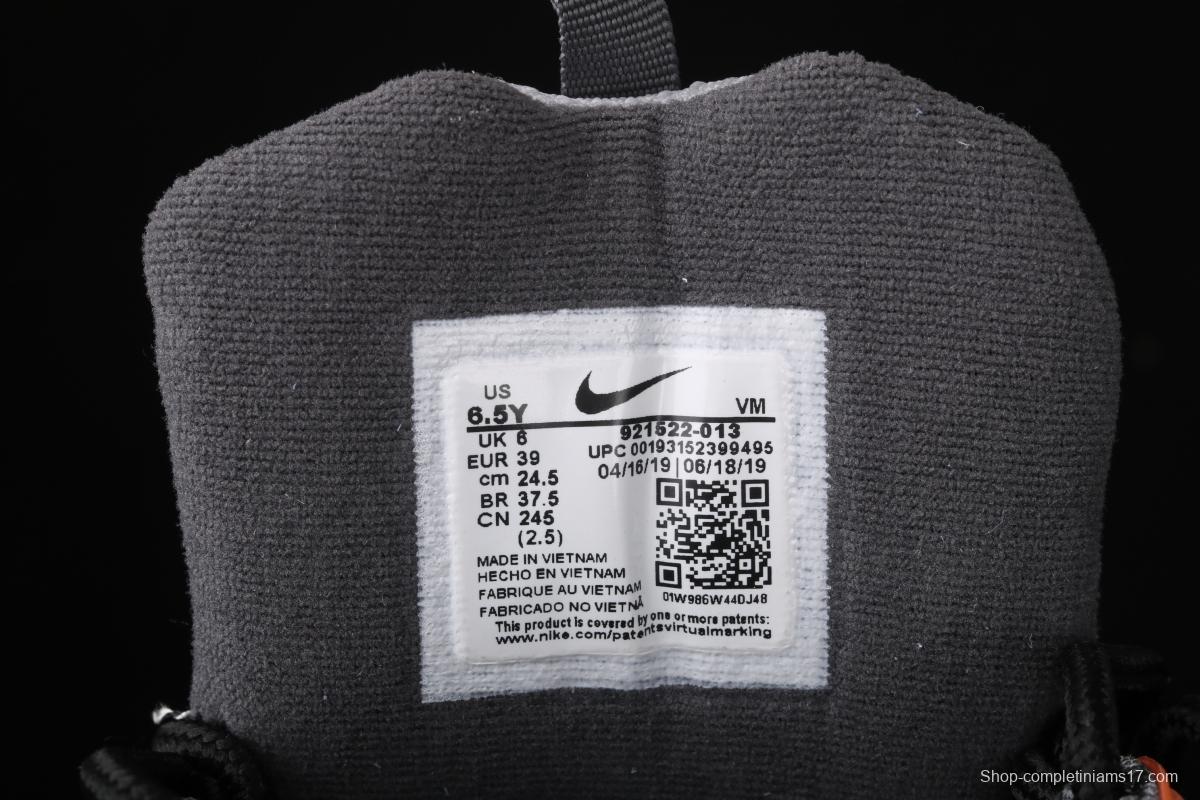 US
6.5Y
VM
UK 6
EUR 39
cm 24.5
BR 37.5
CN 245
(2.5)
921522-013
UPC 00193152399495
04/16/19 | 06/18/19
01W986W44DJ48
MADE IN VIETNAM
HECHO EN VIETNAM
FABRIQUE AU VIETNAM
FABRICADO NO VIETNÃ
This product is covered by one or more patents:
www.nike.com/patentsvirtualmarking
Shop-completiniams17.com